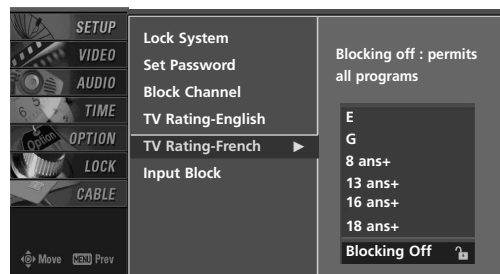 SETUP
VIDEO
AUDIO
TIME
OPTION
LOCK
CABLE
Move MENU Prev
Lock System
Set Password
Block Channel
TV Rating-English
TV Rating-French
Input Block
Blocking off : permits
all programs
E
G
8 ans+
13 ans+
16 ans+
18 ans+
Blocking Off